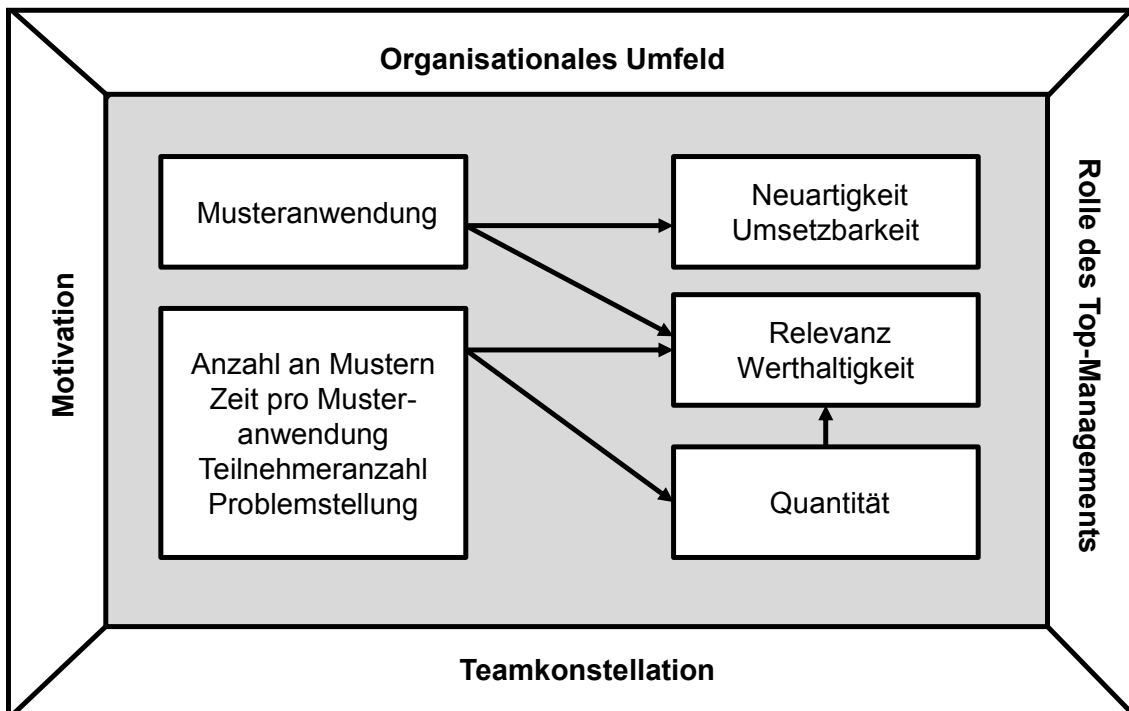 Organisationales Umfeld
Motivation
Musteranwendung
Anzahl an Mustern
Zeit pro Muster-
anwendung
Teilnehmeranzahl
Problemstellung
Neuartigkeit
Umsetzbarkeit
Relevanz
Werthaltigkeit
Quantität
Rolle des Top-Managements
Teamkonstellation